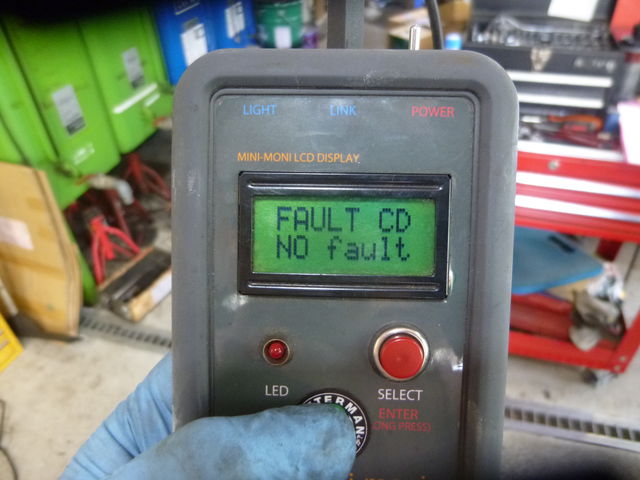 LIGHT LINK POWER
MINI-MONI LCD DISPLAY
FAULT CD
NO fault
LED SELECT
ENTER